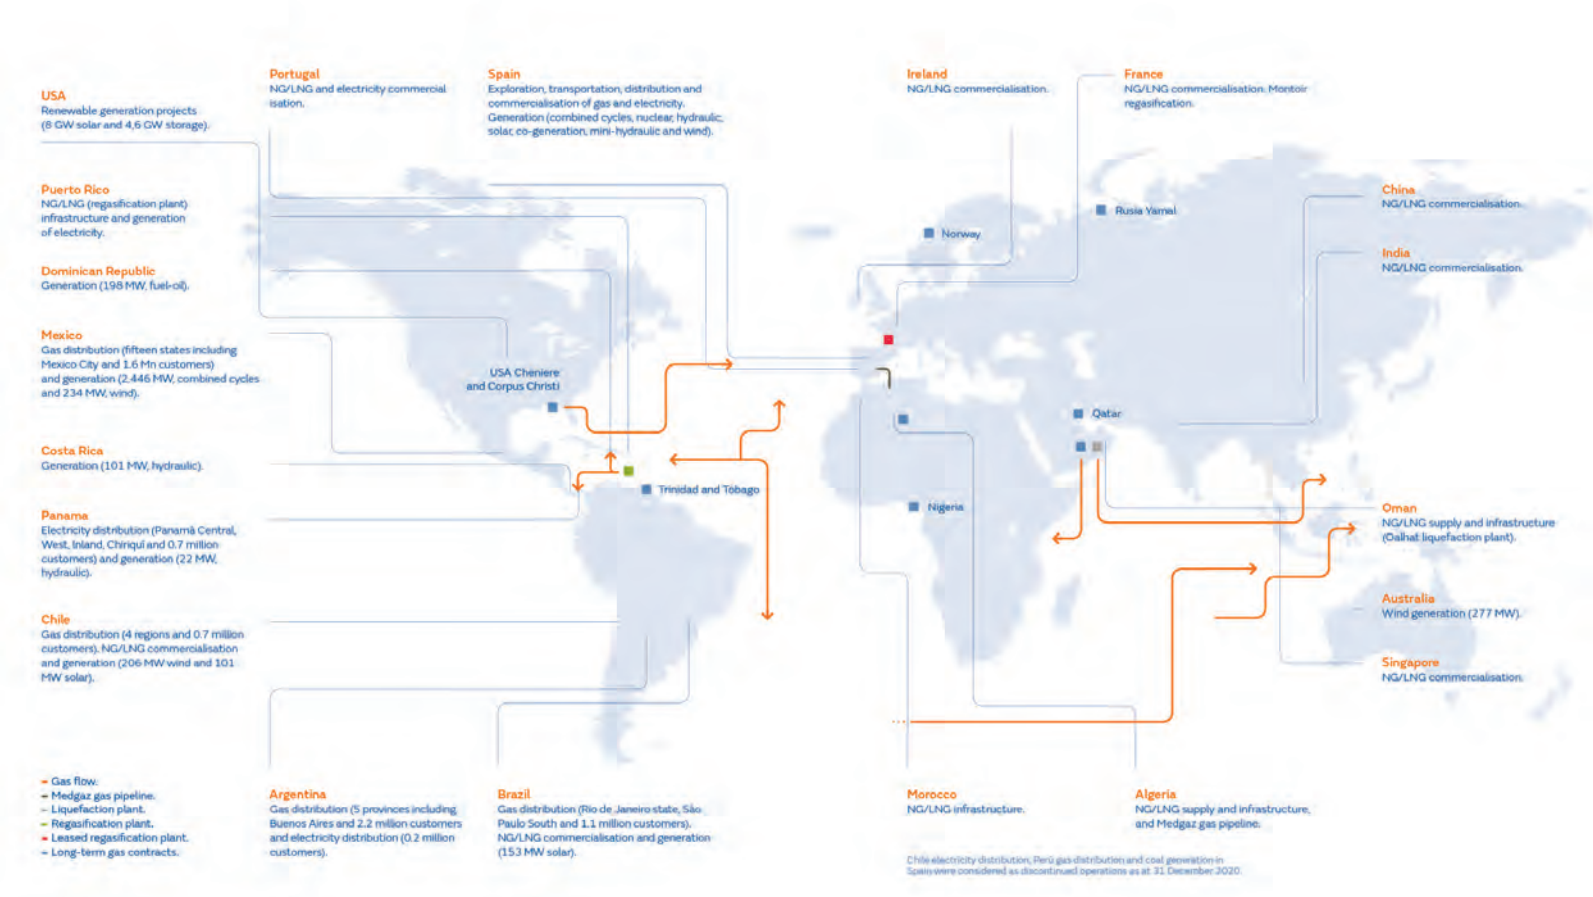 USA
Renewable generation projects
(8 GW solar and 4,6 GW storage).
Portugal
NG/LNG and electricity commercial
isation.
Spain
Exploration, transportation, distribution and
commercialisation of gas and electricity.
Generation (combined cycles, nuclear, hydraulic,
solar, co-generation, mini-hydraulic and wind).
Ireland
NG/LNG commercialisation.
France
NG/LNG commercialisation. Montoir
regasification.
Puerto Rico
NG/LNG (regasification plant)
infrastructure and generation
of electricity.
Dominican Republic
Generation (198 MW, fuel-oil).
Mexico
Gas distribution (fifteen states including
Mexico City and 1.6 Mn customers)
and generation (2,446 MW, combined cycles
and 234 MW, wind).
Costa Rica
Generation (101 MW, hydraulic).
Panama
Electricity distribution (Panamá Central,
West, Inland, Chiriquí and 0.7 million
customers) and generation (22 MW,
hydraulic).
Chile
Gas distribution (4 regions and 0.7 million
customers). NG/LNG commercialisation
and generation (206 MW wind and 101
MW solar).
USA Cheniere
and Corpus Christi
Trinidad and Tobago
Norway
Rusia Yamal
Qatar
Nigeria
China
NG/LNG commercialisation.
India
NG/LNG commercialisation.
Oman
NG/LNG supply and infrastructure
(Qalhat liquefaction plant).
Australia
Wind generation (277 MW).
Singapore
NG/LNG commercialisation.
Gas flow.
Medgaz gas pipeline.
Liquefaction plant.
Regasification plant.
Leased regasification plant.
Long-term gas contracts.
Argentina
Gas distribution (5 provinces including
Buenos Aires and 2.2 million customers
and electricity distribution (0.2 million
customers).
Brazil
Gas distribution (Rio de Janeiro state, São
Paulo South and 1.1 million customers).
NG/LNG commercialisation and generation
(153 MW solar).
Morocco
NG/LNG infrastructure.
Algeria
NG/LNG supply and infrastructure,
and Medgaz gas pipeline.
Chile electricity distribution, Perú gas distribution and coal generation in
Spain were considered as discontinued operations as at 31 December 2020.